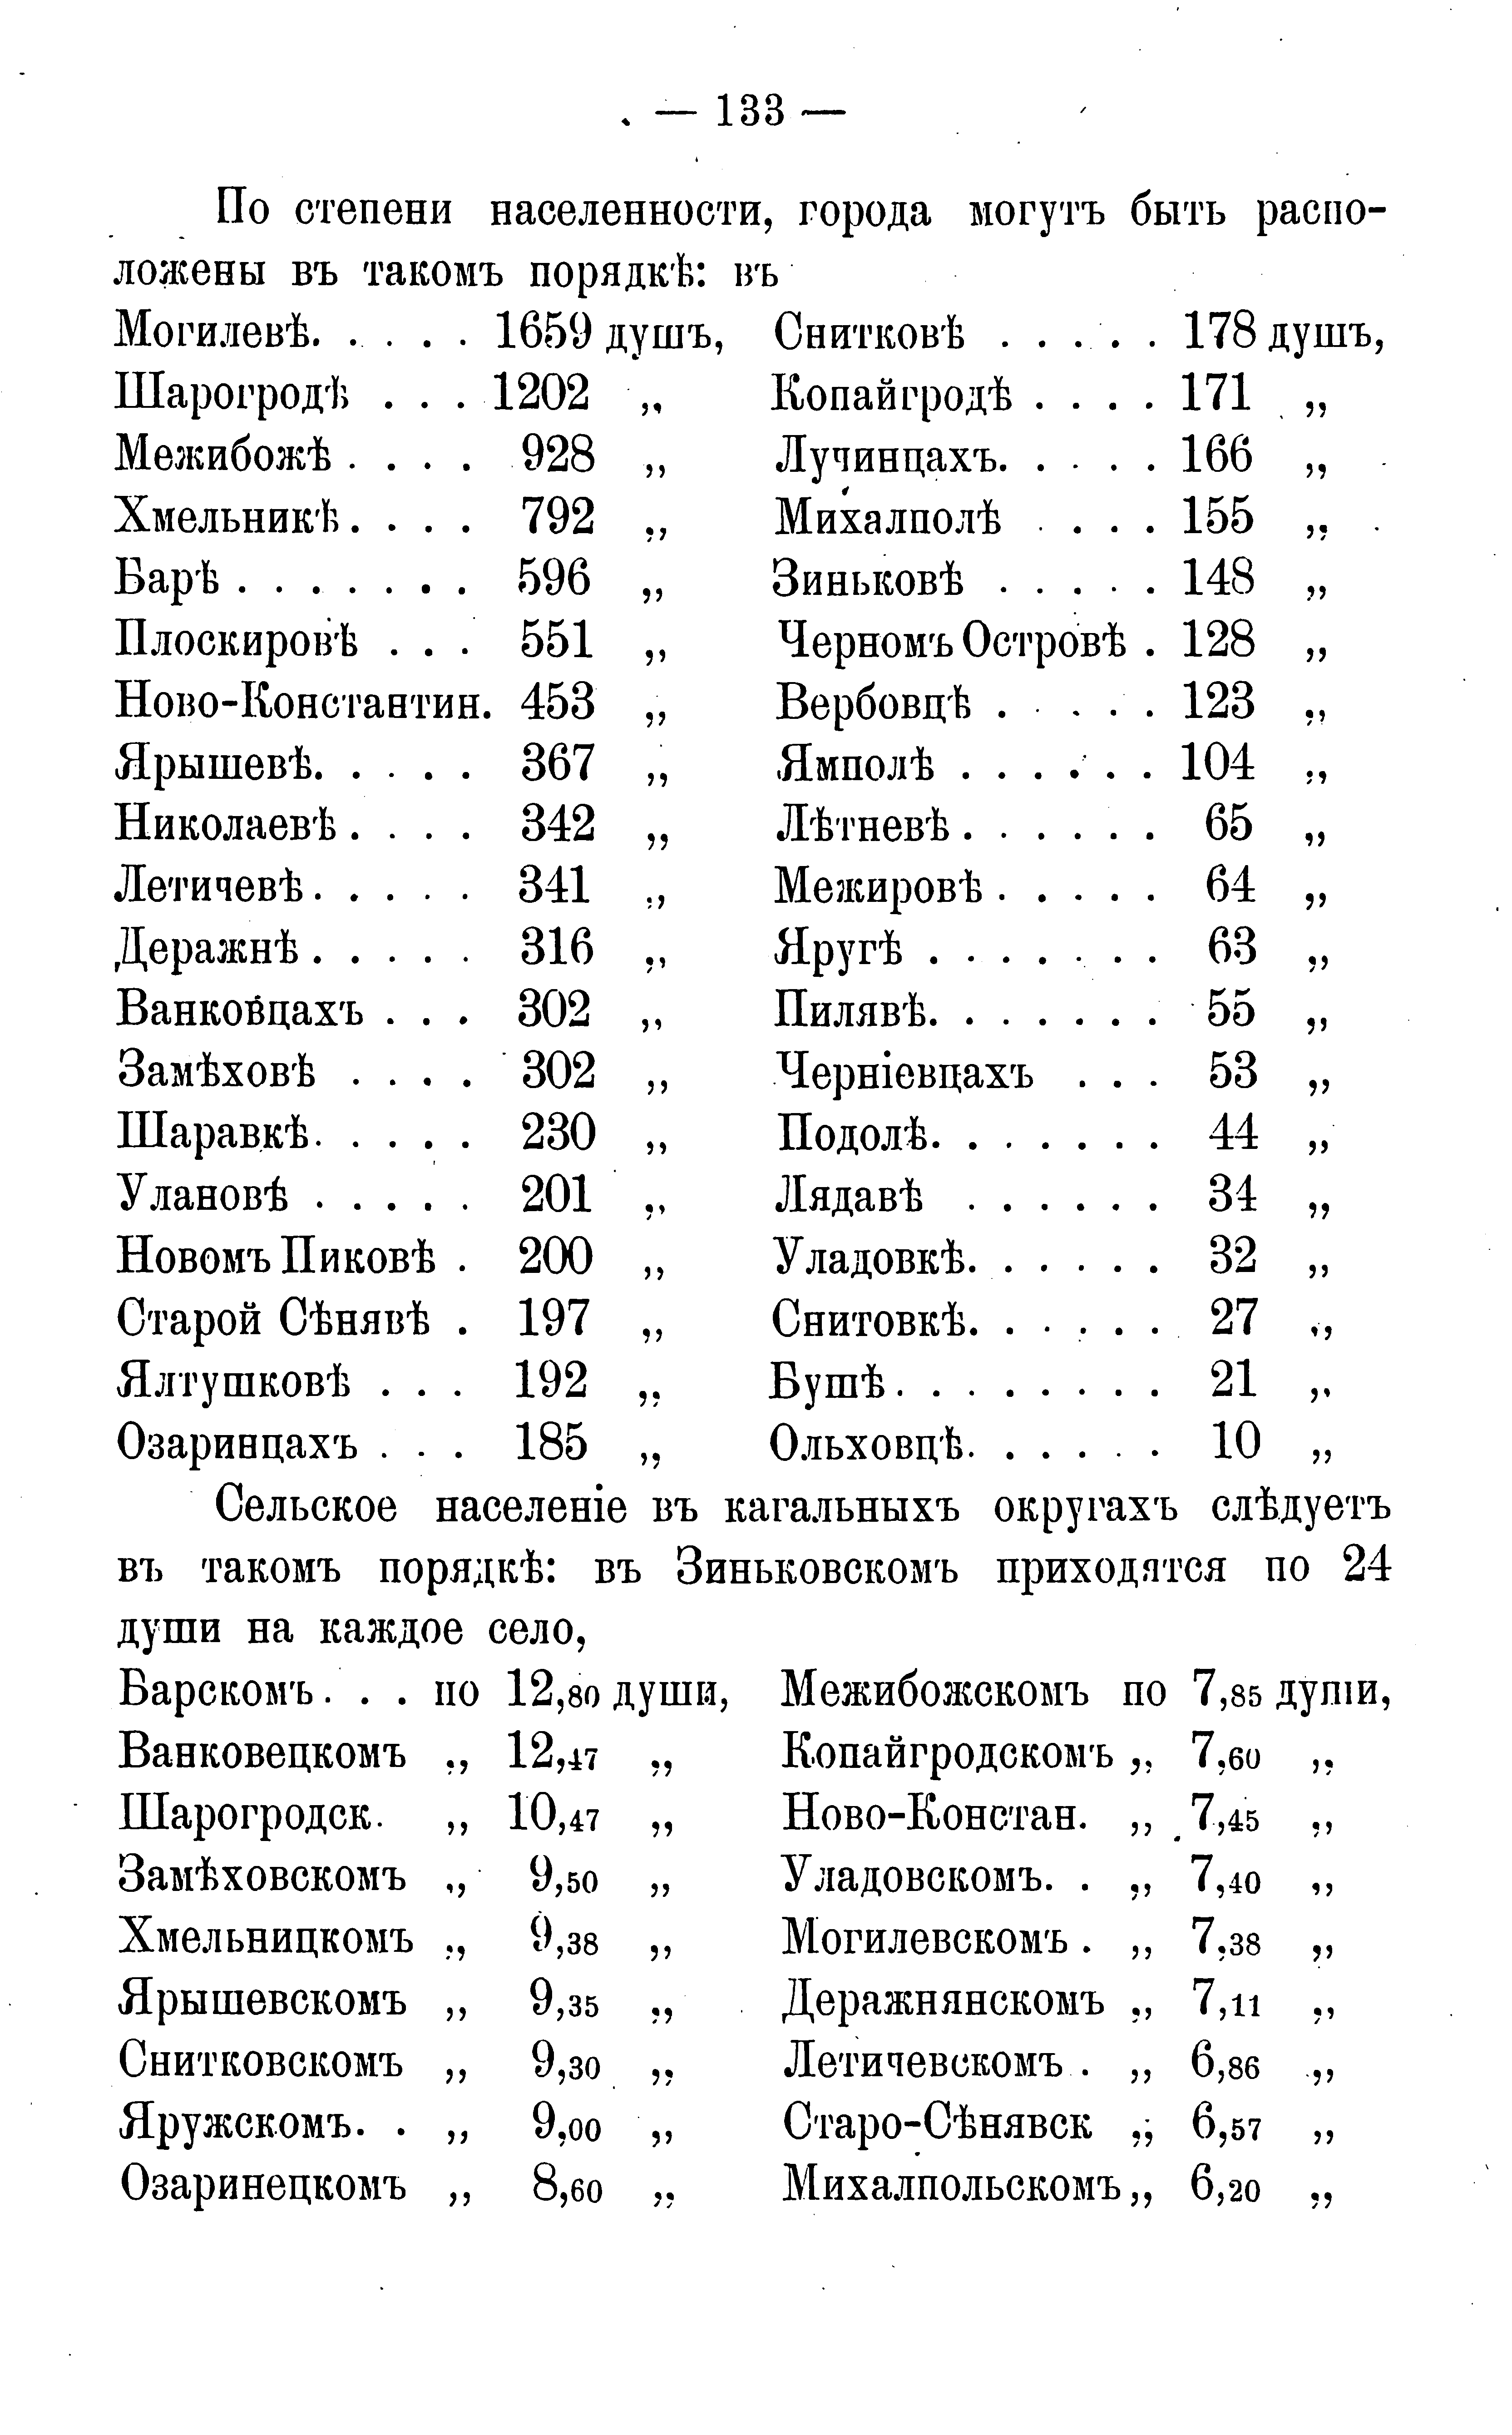 — 133 —
По степени населенности, города могутъ быть распо-
ложены въ такомъ порядкѣ: въ
Могилевѣ. . . . . 1659 душъ, Снитковѣ . . . . . 178 душъ,
Шарогродѣ . . . 1202 „ Копайгродѣ . . . . 171 „
Межибожѣ . . . . 928 „ Лучинцахъ. . . . . 166 „
Хмельникѣ . . . . 792 „ Михалполѣ . . . . 155 „
Барѣ . . . . . . . 596 „ Зиньковѣ . . . . . 148 „
Плоскировѣ . . . 551 „ Черномъ Островѣ . 128 „
Ново-Константин. 453 „ Вербовцѣ . . . . . 123 „
Ярышевѣ. . . . . 367 „ Ямполѣ . . . . . . 104 „
Николаевѣ . . . . 342 „ Лѣтневѣ . . . . . . 65 „
Летичевѣ . . . . . 341 „ Межировѣ . . . . . 64 „
Деражнѣ . . . . . 316 „ Яругѣ . . . . . . . 63 „
Ванковцахъ . . . 302 „ Пилявѣ. . . . . . . 55 „
Замѣховѣ . . . . 302 „ Черніевцахъ . . . 53 „
Шаравкѣ. . . . . 230 „ Подолѣ. . . . . . . 44 „
Улановѣ . . . . . 201 „ Лядавѣ . . . . . . 34 „
Новомъ Пиковѣ . 200 „ Уладовкѣ. . . . . . 32 „
Старой Сѣнявѣ . 197 „ Снитовкѣ. . . . . . 27 „
Ялтушковѣ . . . 192 „ Бушѣ. . . . . . . . 21 „
Озаринцахъ . . . 185 „ Ольховцѣ. . . . . . 10 „
Сельское населеніе въ кагальныхъ округахъ слѣдуетъ
въ такомъ порядкѣ: въ Зиньковскомъ приходятся по 24
души на каждое село,
Барскомъ. . . по 12,80 души, Межибожскомъ по 7,85 души,
Ванковецкомъ „ 12,47 „ Копайгродскомъ „ 7,60 „
Шарогродск. „ 10,47 „ Ново-Констан. „ 7,45 „
Замѣховскомъ „ 9,50 „ Уладовскомъ. . „ 7,40 „
Хмельницкомъ „ 9,38 „ Могилевскомъ . „ 7,38 „
Ярышевскомъ „ 9,35 „ Деражнянскомъ „ 7,11 „
Снитковскомъ „ 9,30 „ Летичевскомъ . „ 6,86 „
Яружскомъ. . „ 9,00 „ Старо-Сѣнявск „ 6,57 „
Озаринецкомъ „ 8,60 „ Михалпольскомъ „ 6,20 „